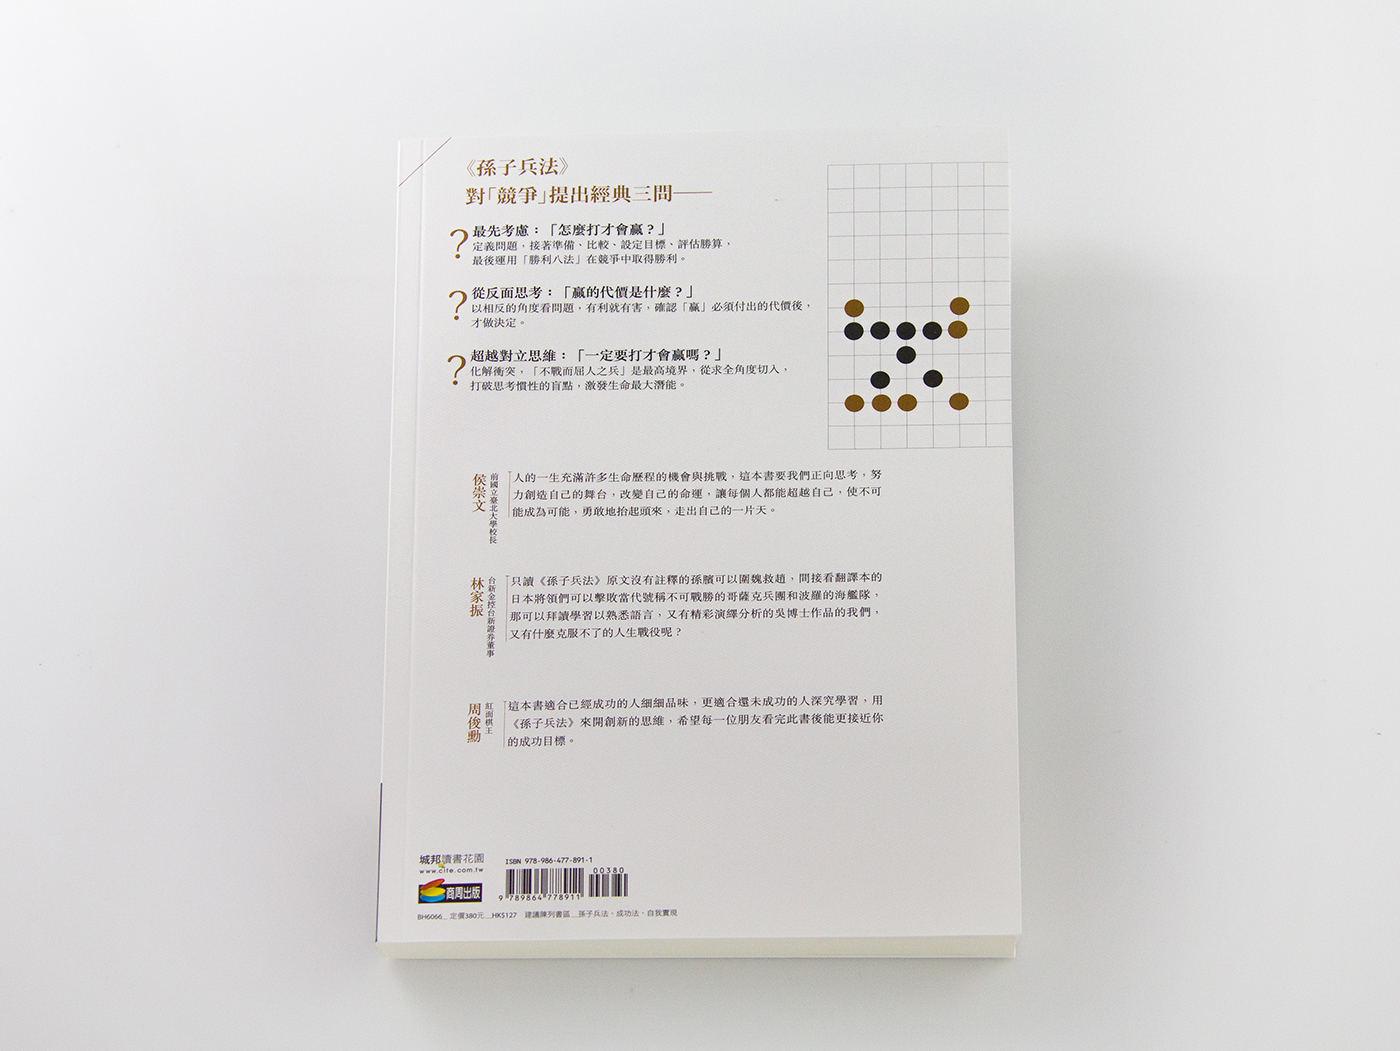 《孫子兵法》
對「競爭」提出經典三問——
? 最先考慮：「怎麼打才會贏？」
定義問題，接著準備、比較、設定目標、評估勝算，
最後運用「勝利八法」在競爭中取得勝利。
? 從反面思考：「贏的代價是什麼？」
以相反的角度看問題，有利就有害，確認「贏」必須付出的代價後，
才做決定。
? 超越對立思維：「一定要打才會贏嗎？」
化解衝突，「不戰而屈人之兵」是最高境界，從求全角度切入，
打破思考慣性的盲點，激發生命最大潛能。
前國立臺北大學校長
侯崇文
人的一生充滿許多生命歷程的機會與挑戰，這本書要我們正向思考，努
力創造自己的舞台，改變自己的命運，讓每個人都能超越自己，使不可
能成為可能，勇敢地抬起頭來，走出自己的一片天。
台新金控台新證券董事
林家振
只讀《孫子兵法》原文沒有註釋的孫臏可以圍魏救趙，間接看翻譯本的
日本將領們可以擊敗當代號稱不可戰勝的哥薩克兵團和波羅的海艦隊，
那可以拜讀學習以熟悉語言，又有精彩演繹分析的吳博士作品的我們，
又有什麼克服不了的人生戰役呢？
紅面棋王
周俊勳
這本書適合已經成功的人細細品味，更適合還未成功的人深究學習，用
《孫子兵法》來開創新的思維，希望每一位朋友看完此書後能更接近你
的成功目標。
城邦讀書花園
www.cite.com.tw
商周出版
ISBN 978-986-477-891-1
00380
9 789864 778911
BH6066__定價380元__HK$127 建議陳列書區__孫子兵法，成功法，自我實現